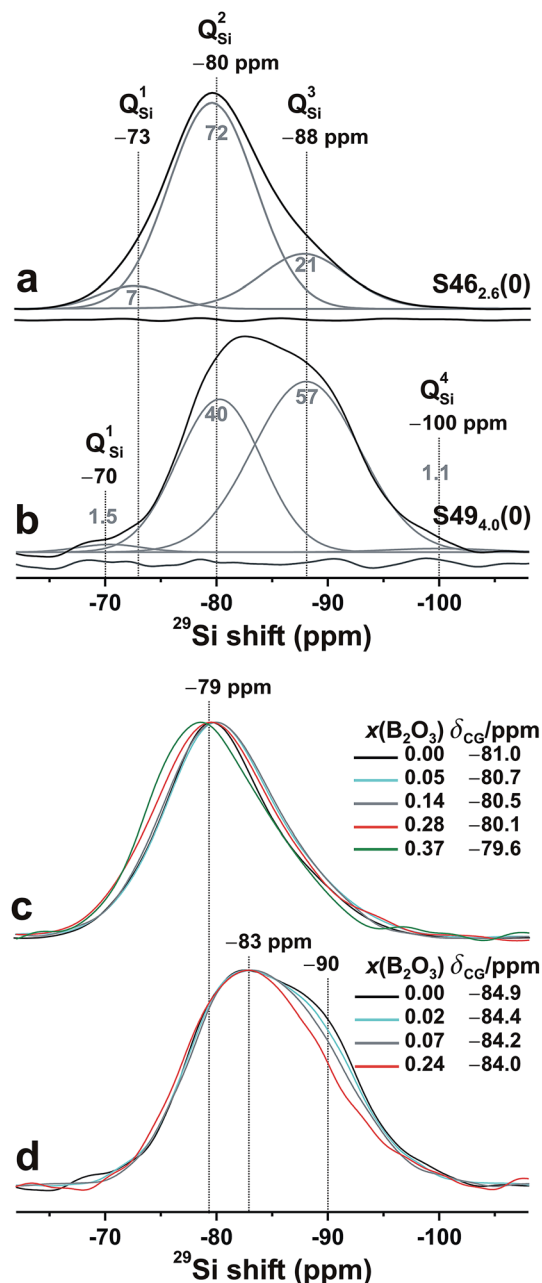 Q²Si
−80 ppm
Q¹Si
−73
Q³Si
−88 ppm
72
21
7
a
S46₂.₆(0)
Q⁴Si
−100 ppm
Q¹Si
−70
40
57
1.1
1.5
b
S49₄.₀(0)
-70 -80 -90 -100
²⁹Si shift (ppm)
−79 ppm
x(B₂O₃) δCG/ppm
0.00 −81.0
0.05 −80.7
0.14 −80.5
0.28 −80.1
0.37 −79.6
c
−83 ppm
−90
x(B₂O₃) δCG/ppm
0.00 −84.9
0.02 −84.4
0.07 −84.2
0.24 −84.0
d
-70 -80 -90 -100
²⁹Si shift (ppm)